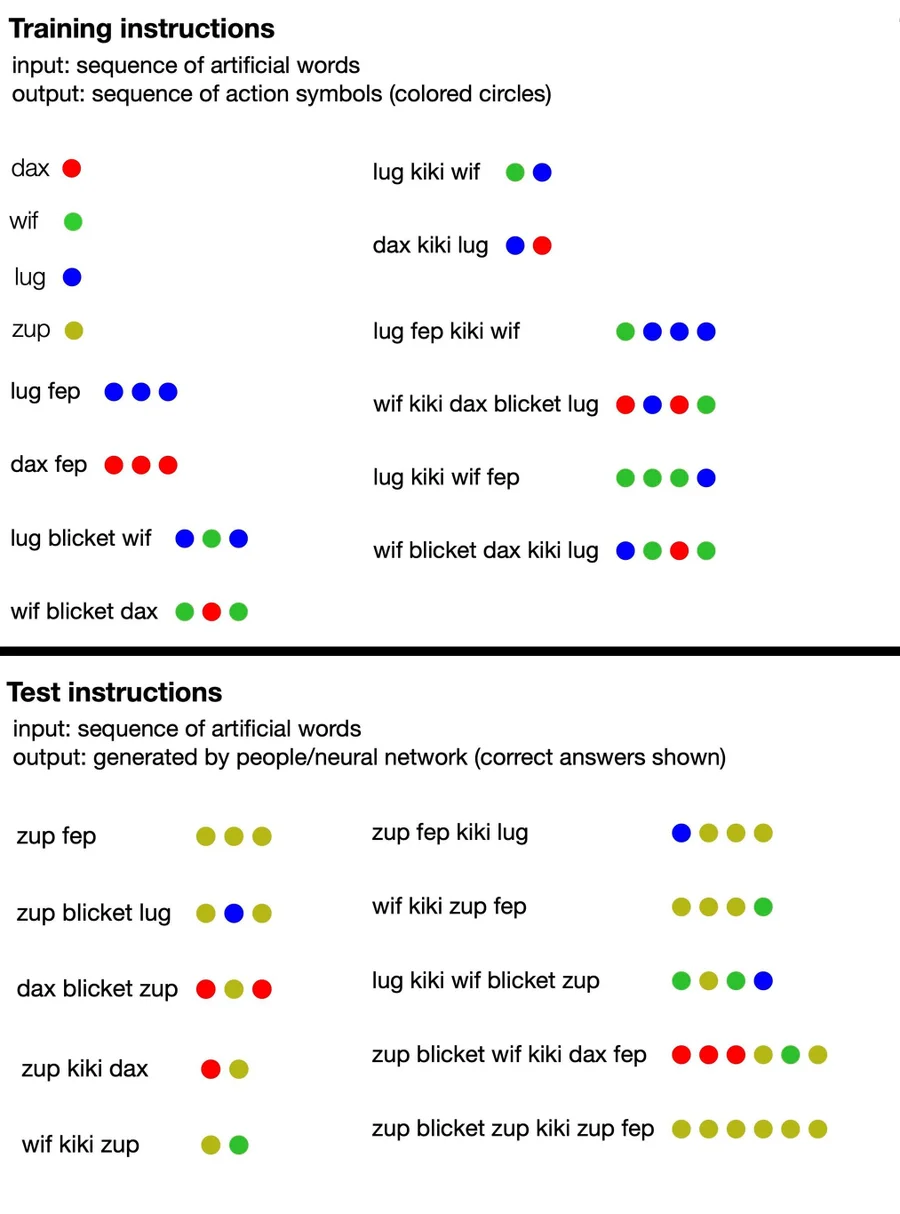 Training instructions
input: sequence of artificial words
output: sequence of action symbols (colored circles)
dax
wif
lug
zup
lug fep
dax fep
lug blicket wif
wif blicket dax
lug kiki wif
dax kiki lug
lug fep kiki wif
wif kiki dax blicket lug
lug kiki wif fep
wif blicket dax kiki lug
Test instructions
input: sequence of artificial words
output: generated by people/neural network (correct answers shown)
zup fep
zup blicket lug
dax blicket zup
zup kiki dax
wif kiki zup
zup fep kiki lug
wif kiki zup fep
lug kiki wif blicket zup
zup blicket wif kiki dax fep
zup blicket zup kiki zup fep